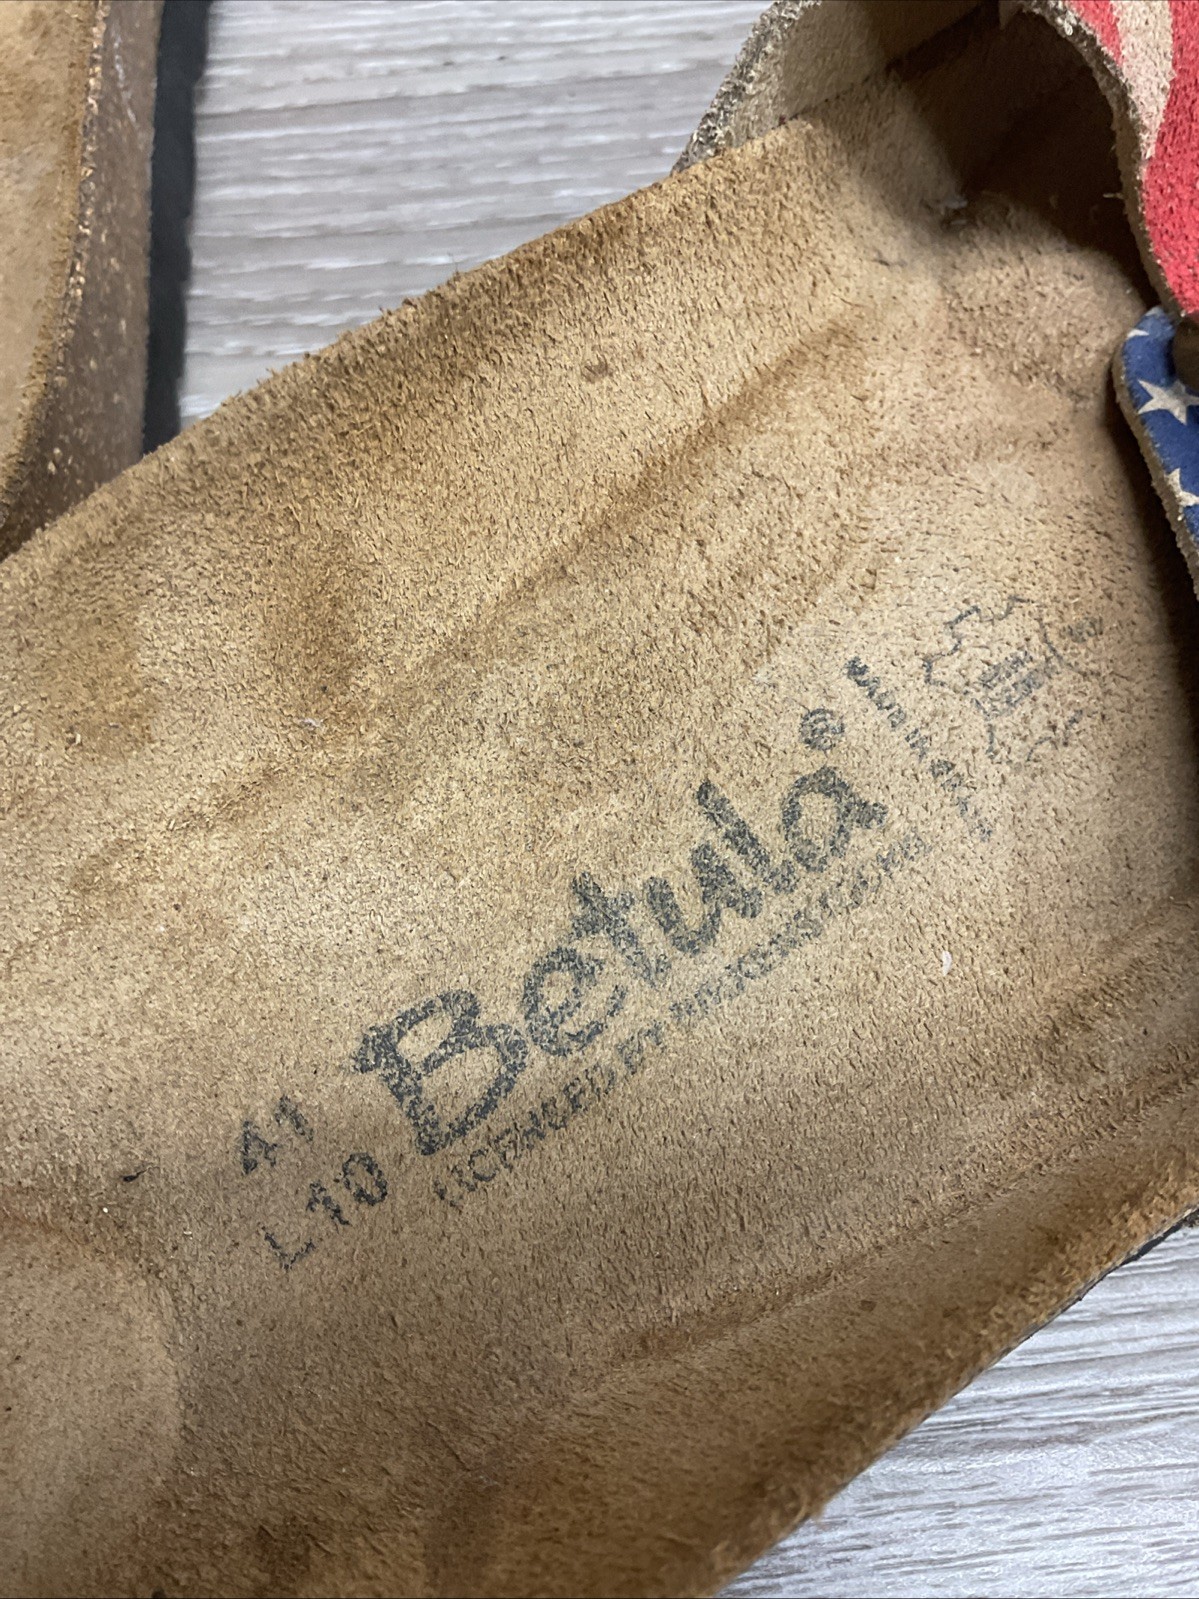 41
L10
Betula®
LICENSED BY BIRKENSTOCK
MADE IN GERMANY